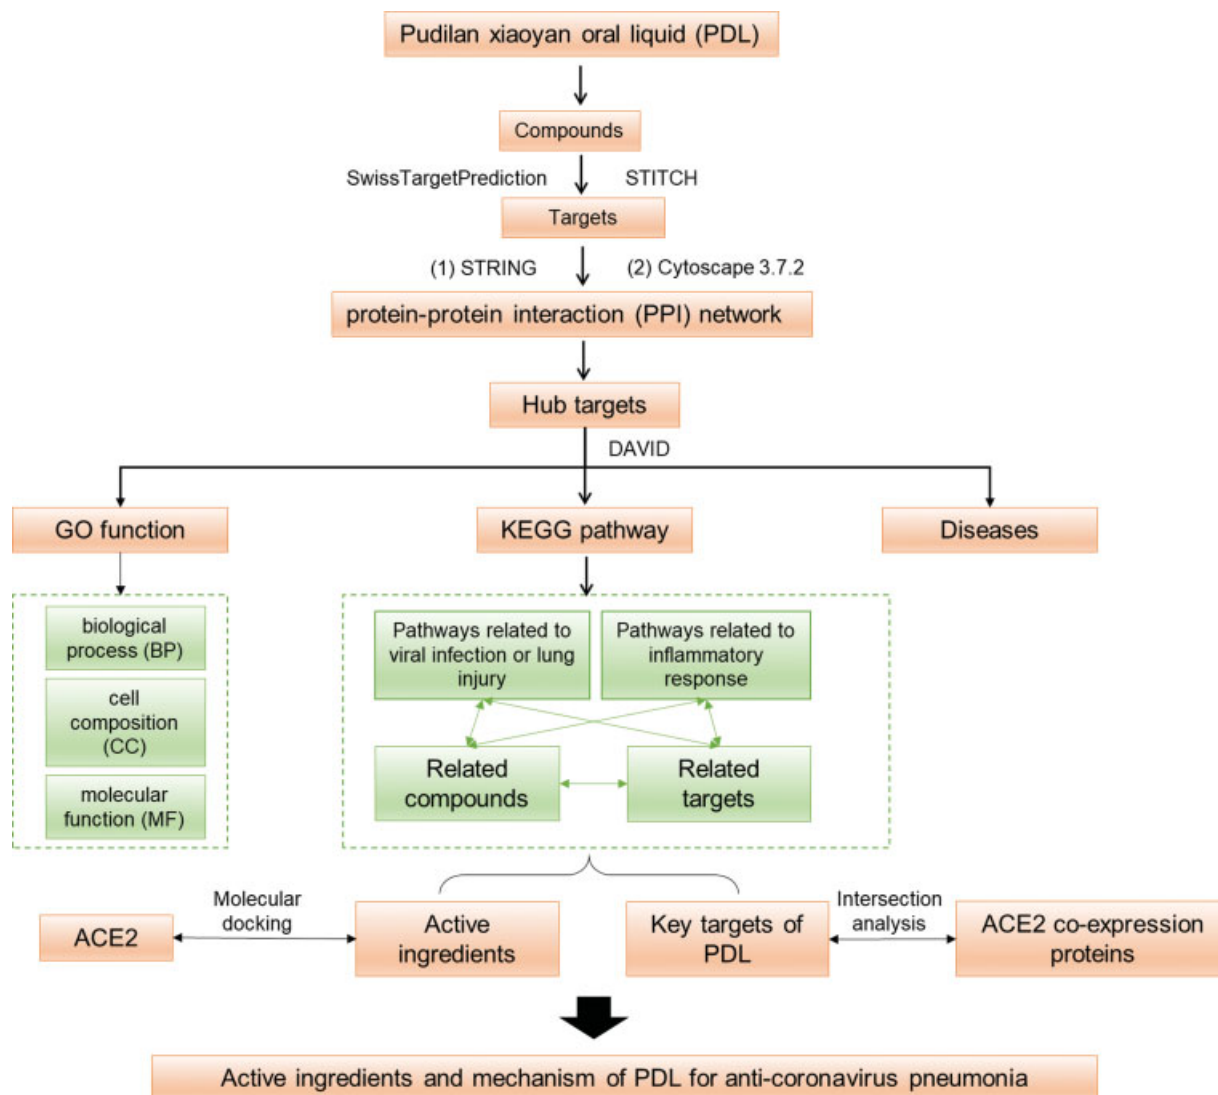 Pudilan xiaoyan oral liquid (PDL)
Compounds
SwissTargetPrediction
STITCH
Targets
(1) STRING
(2) Cytoscape 3.7.2
protein-protein interaction (PPI) network
Hub targets
DAVID
GO function
KEGG pathway
Diseases
biological
process (BP)
cell
composition
(CC)
molecular
function (MF)
Pathways related to
viral infection or lung
injury
Pathways related to
inflammatory
response
Related
compounds
Related
targets
ACE2
Molecular
docking
Active
ingredients
Key targets of
PDL
Intersection
analysis
ACE2 co-expression
proteins
Active ingredients and mechanism of PDL for anti-coronavirus pneumonia